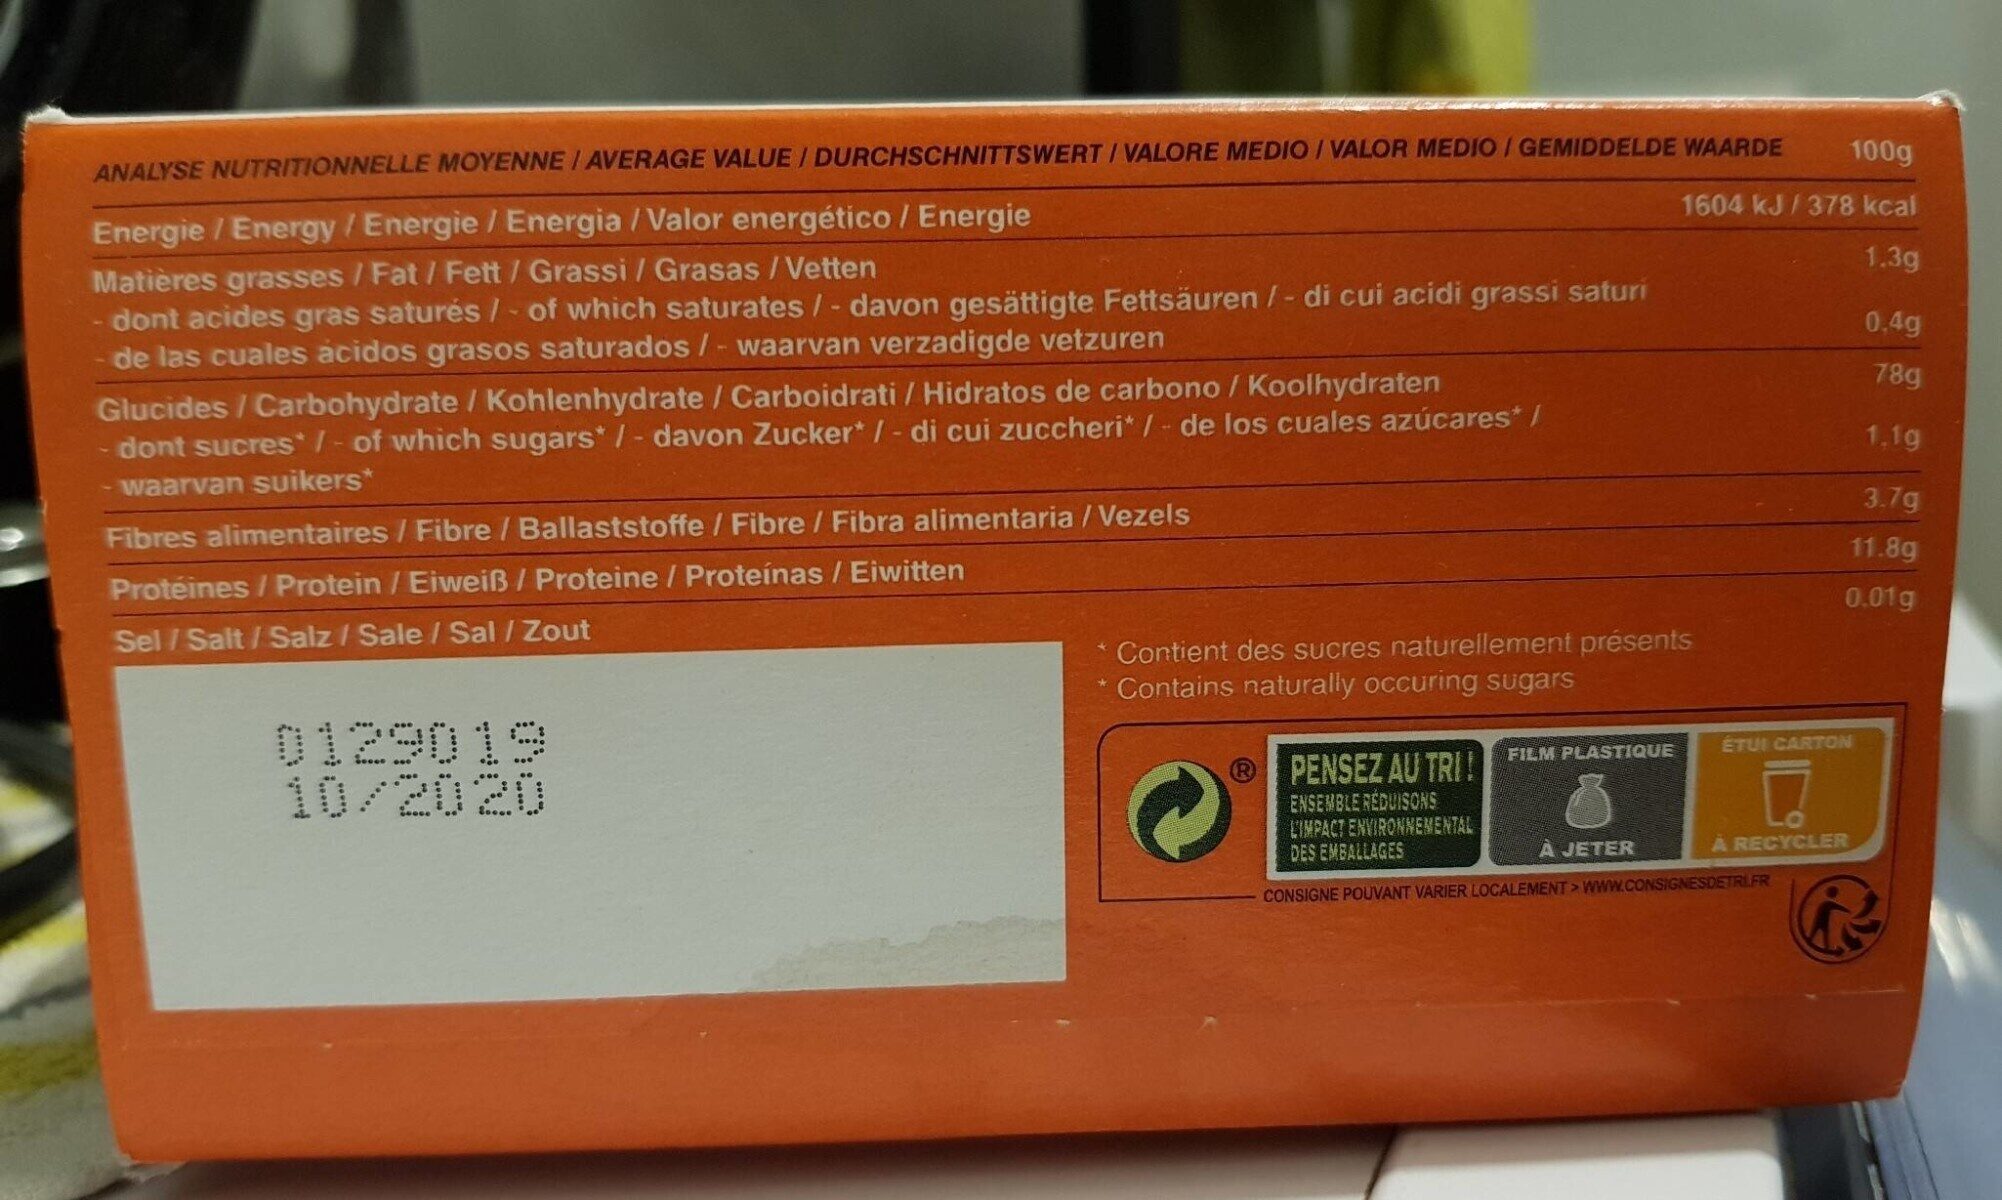 ANALYSE NUTRITIONNELLE MOYENNE / AVERAGE VALUE / DURCHSCHNITTSWERT / VALORE MEDIO / VALOR MEDIO / GEMIDDELDE WAARDE 100g
Energie / Energy / Energie / Energia / Valor energético / Energie 1604 kJ / 378 kcal
Matières grasses / Fat / Fett / Grassi / Grasas / Vetten 1.3g
- dont acides gras saturés / - of which saturates / - davon gesättigte Fettsäuren / - di cui acidi grassi saturi
- de las cuales ácidos grasos saturados / - waarvan verzadigde vetzuren 0,4g
Glucides / Carbohydrate / Kohlenhydrate / Carboidrati / Hidratos de carbono / Koolhydraten 78g
- dont sucres* / - of which sugars* / - davon Zucker* / - di cui zuccheri* / - de los cuales azúcares* / 1,1g
- waarvan suikers*
Fibres alimentaires / Fibre / Ballaststoffe / Fibre / Fibra alimentaria / Vezels 3.7g
Protéines / Protein / Eiweiß / Proteine / Proteínas / Eiwitten 11.8g
Sel / Salt / Salz / Sale / Sal / Zout 0.01g
* Contient des sucres naturellement présents
* Contains naturally occuring sugars
0129019
10/2020
®
PENSEZ AU TRI !
ENSEMBLE RÉDUISONS
L'IMPACT ENVIRONNEMENTAL
DES EMBALLAGES
FILM PLASTIQUE
À JETER
ÉTUI CARTON
À RECYCLER
CONSIGNE POUVANT VARIER LOCALEMENT > WWW.CONSIGNESDETRI.FR